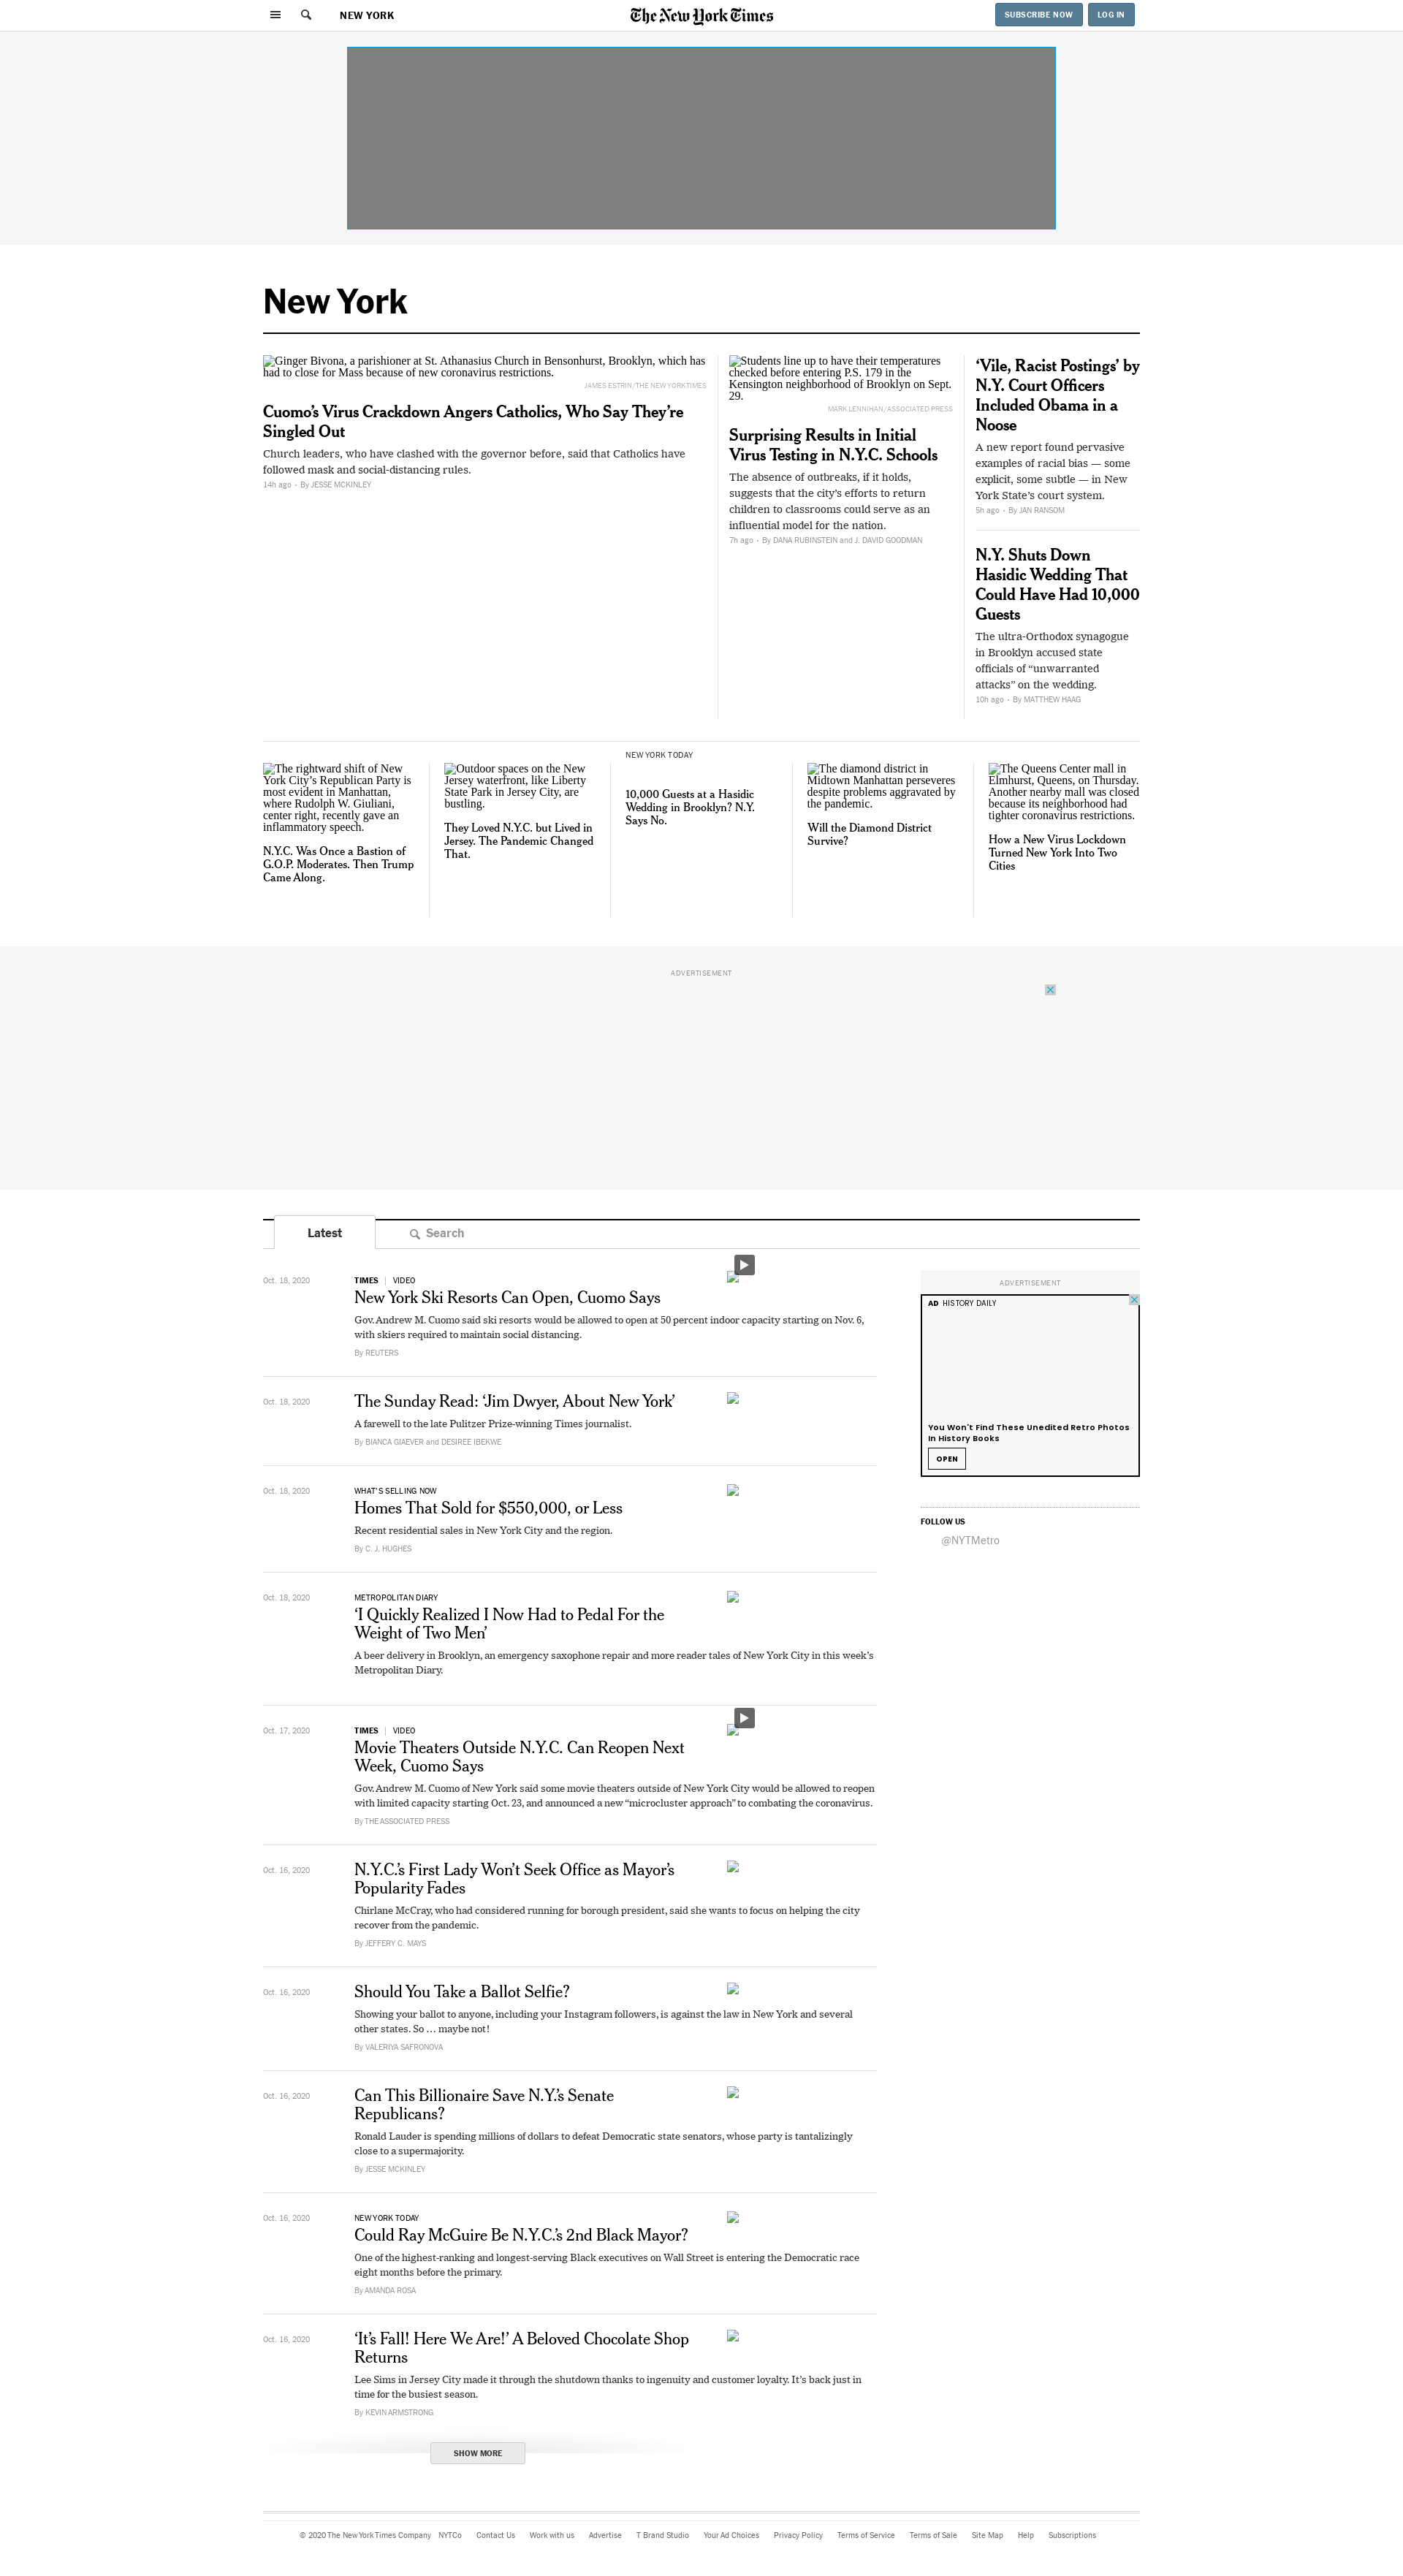 NEW YORK
The New York Times
SUBSCRIBE NOW
LOG IN
New York
Ginger Bivona, a parishioner at St. Athanasius Church in Bensonhurst, Brooklyn, which has
had to close for Mass because of new coronavirus restrictions.
JAMES ESTRIN/THE NEW YORK TIMES
Cuomo’s Virus Crackdown Angers Catholics, Who Say They’re
Singled Out
Church leaders, who have clashed with the governor before, said that Catholics have
followed mask and social-distancing rules.
14h ago • By JESSE MCKINLEY
Students line up to have their temperatures
checked before entering P.S. 179 in the
Kensington neighborhood of Brooklyn on Sept.
29.
MARK LENNIHAN/ASSOCIATED PRESS
Surprising Results in Initial
Virus Testing in N.Y.C. Schools
The absence of outbreaks, if it holds,
suggests that the city’s efforts to return
children to classrooms could serve as an
influential model for the nation.
7h ago • By DANA RUBINSTEIN and J. DAVID GOODMAN
‘Vile, Racist Postings’ by
N.Y. Court Officers
Included Obama in a
Noose
A new report found pervasive
examples of racial bias — some
explicit, some subtle — in New
York State’s court system.
5h ago • By JAN RANSOM
N.Y. Shuts Down
Hasidic Wedding That
Could Have Had 10,000
Guests
The ultra-Orthodox synagogue
in Brooklyn accused state
officials of “unwarranted
attacks” on the wedding.
10h ago • By MATTHEW HAAG
The rightward shift of New
York City’s Republican Party is
most evident in Manhattan,
where Rudolph W. Giuliani,
center right, recently gave an
inflammatory speech.
N.Y.C. Was Once a Bastion of
G.O.P. Moderates. Then Trump
Came Along.
Outdoor spaces on the New
Jersey waterfront, like Liberty
State Park in Jersey City, are
bustling.
They Loved N.Y.C. but Lived in
Jersey. The Pandemic Changed
That.
NEW YORK TODAY
10,000 Guests at a Hasidic
Wedding in Brooklyn? N.Y.
Says No.
The diamond district in
Midtown Manhattan perseveres
despite problems aggravated by
the pandemic.
Will the Diamond District
Survive?
The Queens Center mall in
Elmhurst, Queens, on Thursday.
Another nearby mall was closed
because its neighborhood had
tighter coronavirus restrictions.
How a New Virus Lockdown
Turned New York Into Two
Cities
ADVERTISEMENT
Latest
Search
Oct. 18, 2020
TIMES | VIDEO
New York Ski Resorts Can Open, Cuomo Says
Gov. Andrew M. Cuomo said ski resorts would be allowed to open at 50 percent indoor capacity starting on Nov. 6,
with skiers required to maintain social distancing.
By REUTERS
Oct. 18, 2020
The Sunday Read: ‘Jim Dwyer, About New York’
A farewell to the late Pulitzer Prize-winning Times journalist.
By BIANCA GIAEVER and DESIREE IBEKWE
Oct. 18, 2020
WHAT’S SELLING NOW
Homes That Sold for $550,000, or Less
Recent residential sales in New York City and the region.
By C. J. HUGHES
Oct. 18, 2020
METROPOLITAN DIARY
‘I Quickly Realized I Now Had to Pedal For the
Weight of Two Men’
A beer delivery in Brooklyn, an emergency saxophone repair and more reader tales of New York City in this week’s
Metropolitan Diary.
Oct. 17, 2020
TIMES | VIDEO
Movie Theaters Outside N.Y.C. Can Reopen Next
Week, Cuomo Says
Gov. Andrew M. Cuomo of New York said some movie theaters outside of New York City would be allowed to reopen
with limited capacity starting Oct. 23, and announced a new “microcluster approach” to combating the coronavirus.
By THE ASSOCIATED PRESS
Oct. 16, 2020
N.Y.C.’s First Lady Won’t Seek Office as Mayor’s
Popularity Fades
Chirlane McCray, who had considered running for borough president, said she wants to focus on helping the city
recover from the pandemic.
By JEFFERY C. MAYS
Oct. 16, 2020
Should You Take a Ballot Selfie?
Showing your ballot to anyone, including your Instagram followers, is against the law in New York and several
other states. So … maybe not!
By VALERIYA SAFRONOVA
Oct. 16, 2020
Can This Billionaire Save N.Y.’s Senate
Republicans?
Ronald Lauder is spending millions of dollars to defeat Democratic state senators, whose party is tantalizingly
close to a supermajority.
By JESSE MCKINLEY
Oct. 16, 2020
NEW YORK TODAY
Could Ray McGuire Be N.Y.C.’s 2nd Black Mayor?
One of the highest-ranking and longest-serving Black executives on Wall Street is entering the Democratic race
eight months before the primary.
By AMANDA ROSA
Oct. 16, 2020
‘It’s Fall! Here We Are!’ A Beloved Chocolate Shop
Returns
Lee Sims in Jersey City made it through the shutdown thanks to ingenuity and customer loyalty. It’s back just in
time for the busiest season.
By KEVIN ARMSTRONG
SHOW MORE
ADVERTISEMENT
AD HISTORY DAILY
You Won't Find These Unedited Retro Photos
In History Books
OPEN
FOLLOW US
@NYTMetro
© 2020 The New York Times Company NYTCo Contact Us Work with us Advertise T Brand Studio Your Ad Choices Privacy Policy Terms of Service Terms of Sale Site Map Help Subscriptions